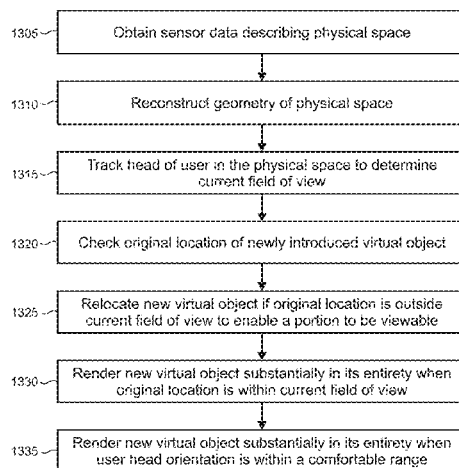 1305
Obtain sensor data describing physical space
1310
Reconstruct geometry of physical space
1315
Track head of user in the physical space to determine
current field of view
1320
Check original location of newly introduced virtual object
1325
Relocate new virtual object if original location is outside
current field of view to enable a portion to be viewable
1330
Render new virtual object substantially in its entirety when
original location is within current field of view
1335
Render new virtual object substantially in its entirety when
user head orientation is within a comfortable range